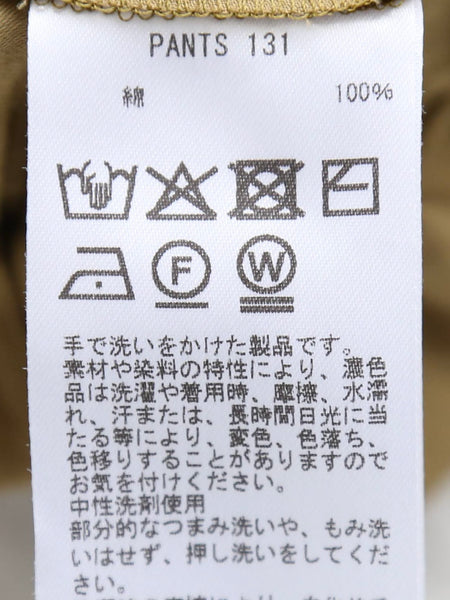 PANTS 131
綿 100%
F W
手で洗いをかけた製品です。
素材や染料の特性により、濃色
品は洗濯や着用時、摩擦、水濡
れ、汗または、長時間日光に当
たる等により、変色、色落ち、
色移りすることがありますので
お気を付けください。
中性洗剤使用
部分的なつまみ洗いや、もみ洗
いはせず、押し洗いをしてくだ
さい。